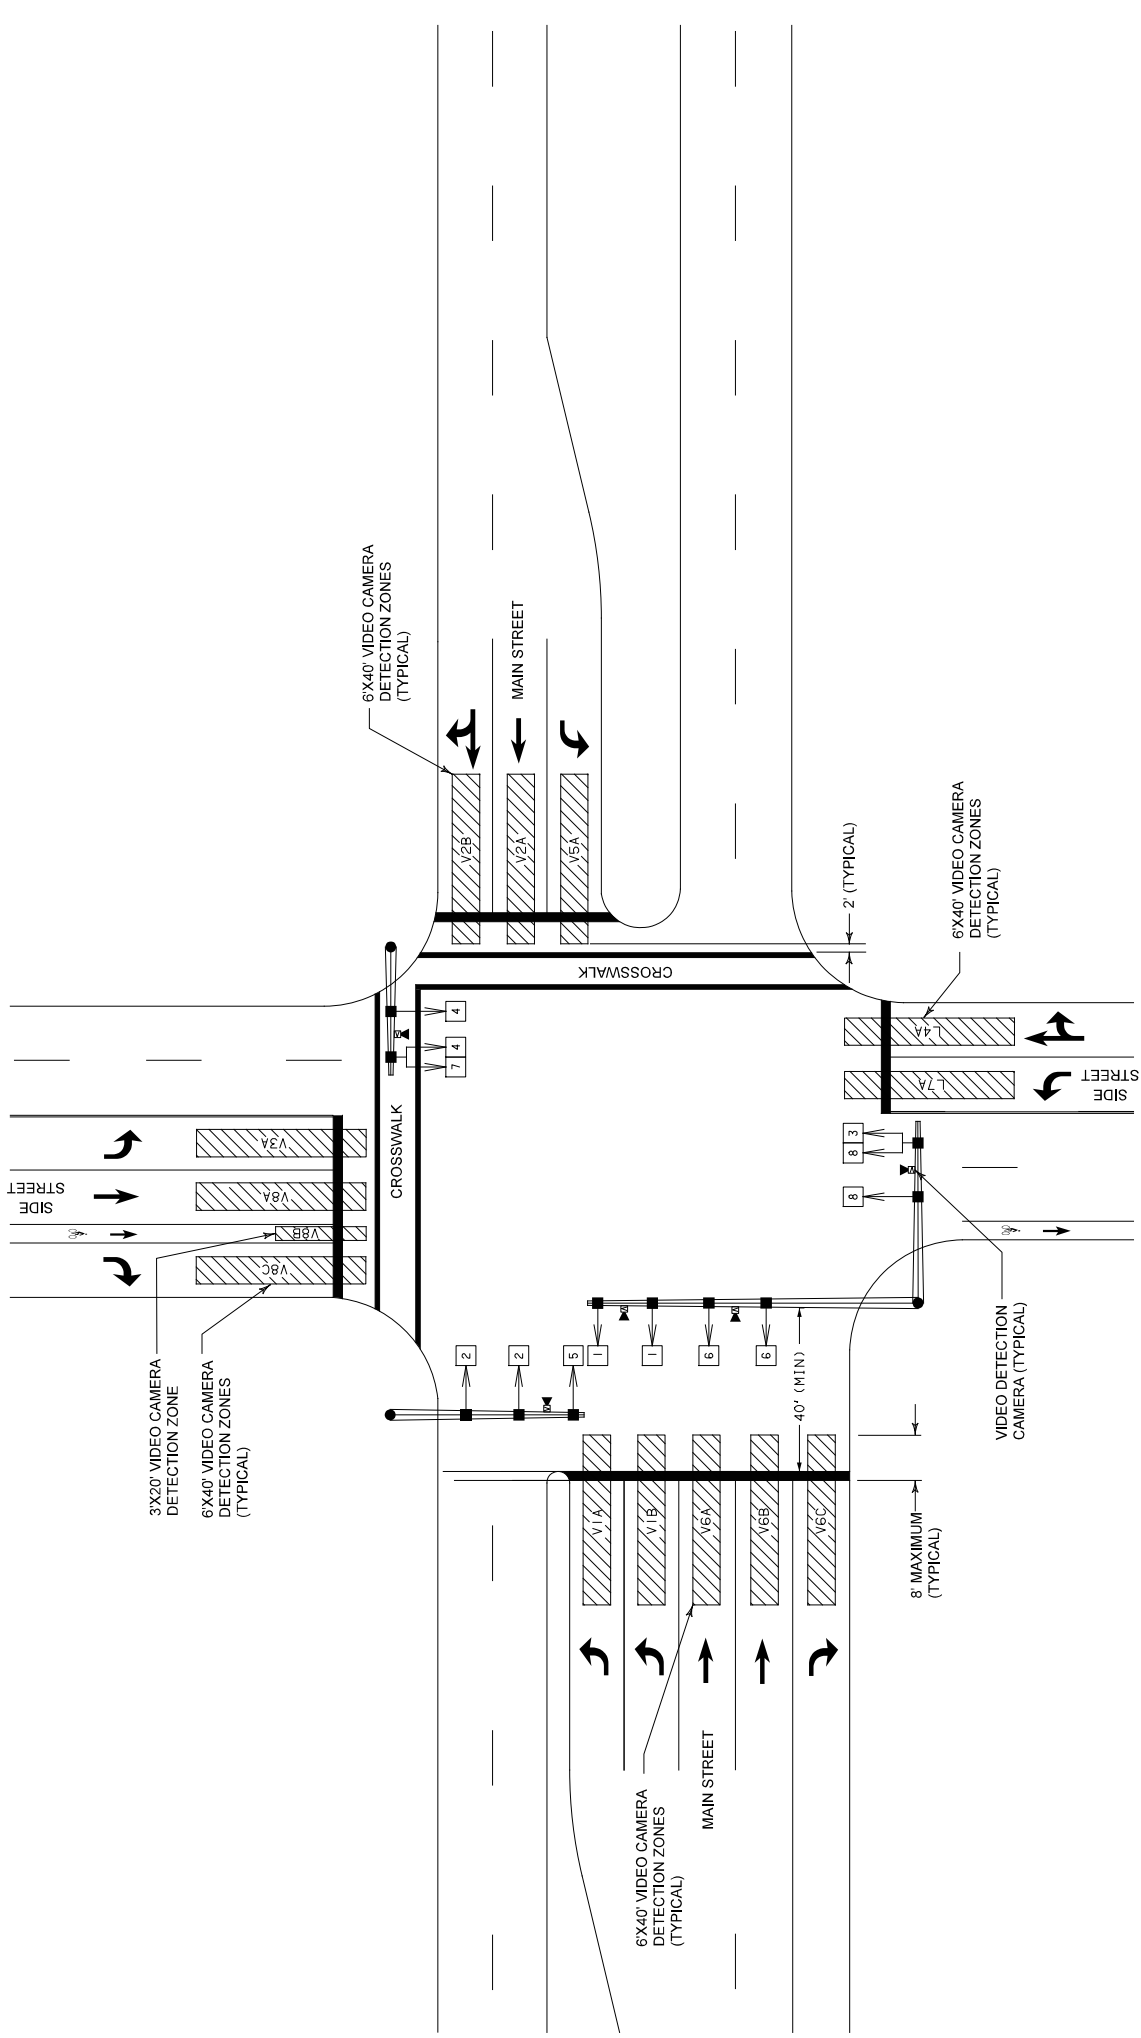 6'X40' VIDEO CAMERA
DETECTION ZONES
(TYPICAL)
MAIN STREET
V2B
V2A
V5A
2' (TYPICAL)
6'X40' VIDEO CAMERA
DETECTION ZONES
(TYPICAL)
CROSSWALK
4
4
7
L4A
L7A
SIDE
STREET
CROSSWALK
V3A
V8A
V8B
V8C
SIDE
STREET
3
8
8
3'X20' VIDEO CAMERA
DETECTION ZONE
6'X40' VIDEO CAMERA
DETECTION ZONES
(TYPICAL)
2
2
5
1
1
6
6
40' (MIN)
VIDEO DETECTION
CAMERA (TYPICAL)
V1A
V1B
V6A
V6B
V6C
8' MAXIMUM
(TYPICAL)
MAIN STREET
6'X40' VIDEO CAMERA
DETECTION ZONES
(TYPICAL)